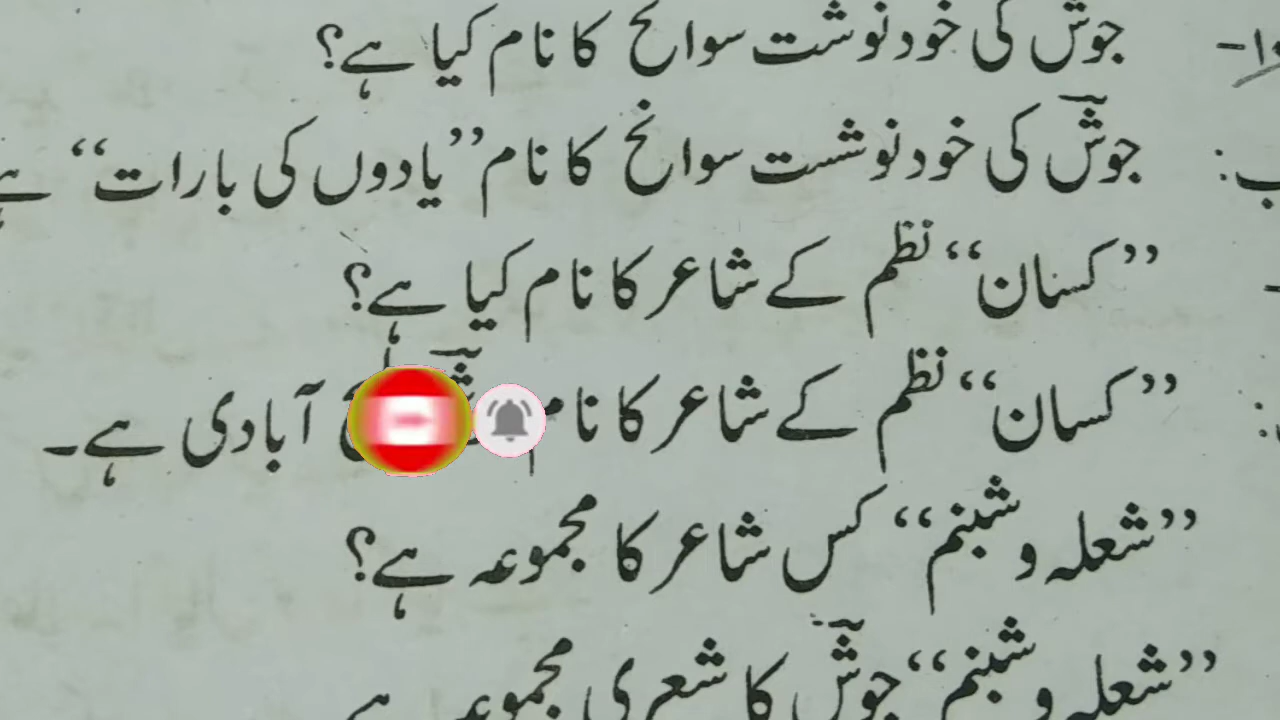 جوشؔ کی خودنوشت سوانح کا نام کیا ہے؟
جوشؔ کی خودنوشت سوانح کا نام ”یادوں کی بارات“ ہے
”کسان“ نظم کے شاعر کا نام کیا ہے؟
”کسان“ نظم کے شاعر کا نام آبادی ہے۔
”شعلہ و شبنم“ کس شاعر کا مجموعہ ہے؟
”شعلہ و شبنم“ جوشؔ کا شعری مجموعہ ہے